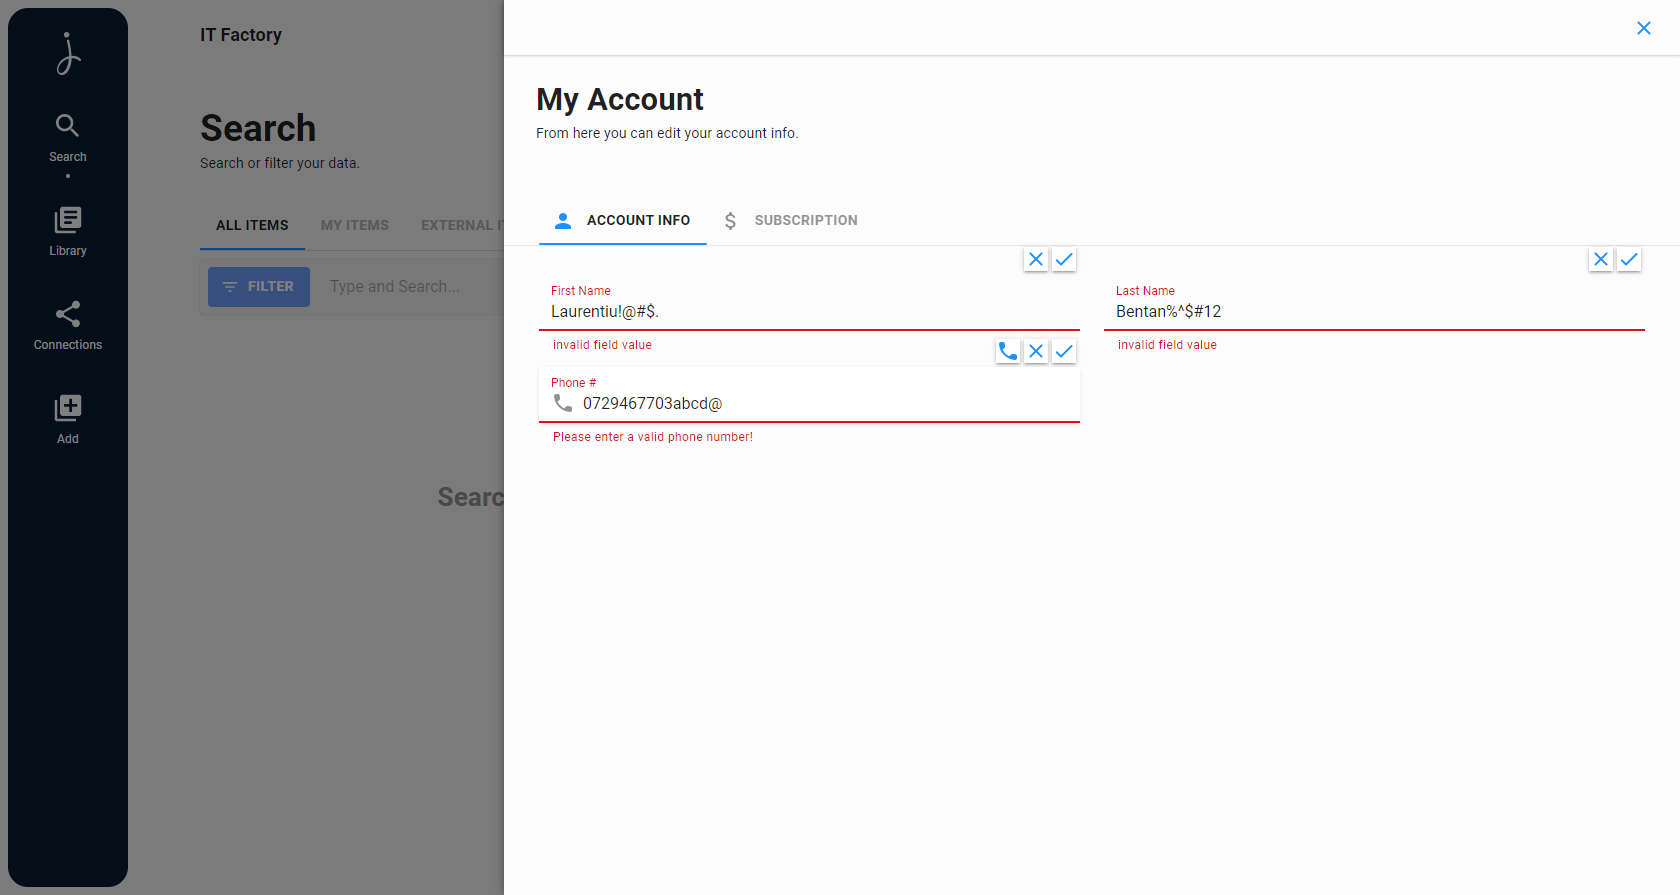 IT Factory
Search
Search or filter your data.
ALL ITEMS
MY ITEMS
EXTERNAL
FILTER
Type and Search...
Searc
Search
Library
Connections
Add
My Account
From here you can edit your account info.
ACCOUNT INFO
$ SUBSCRIPTION
First Name
Laurentiu!@#$.
invalid field value
Last Name
Bentan%^$#12
invalid field value
Phone #
0729467703abcd@
Please enter a valid phone number!